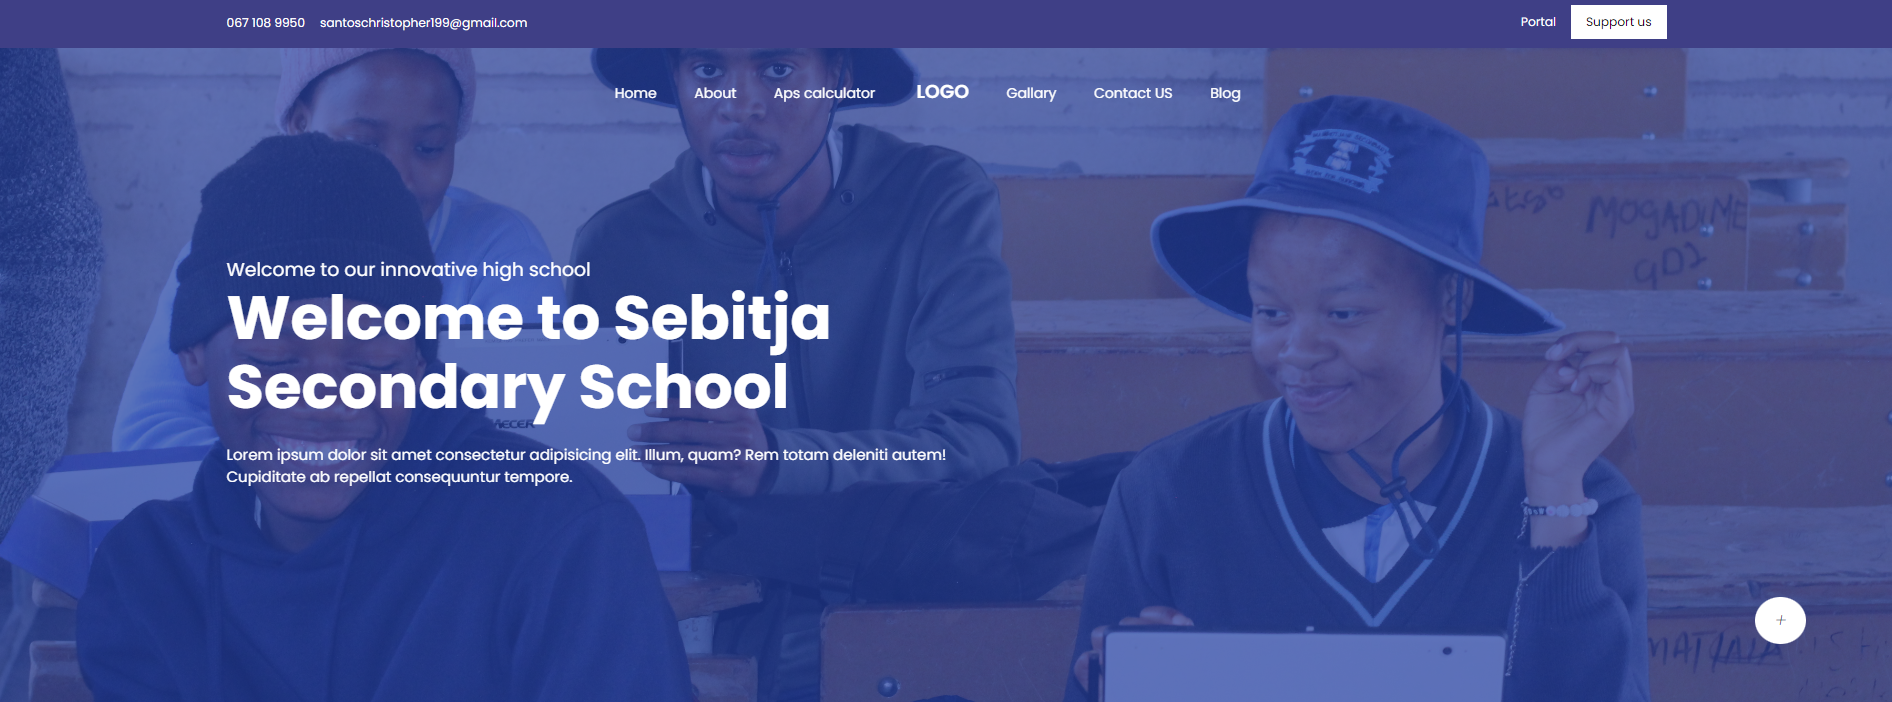 067 108 9950 santoschristopher199@gmail.com
Portal Support us
Home About Aps calculator LOGO Gallary Contact US Blog
Welcome to our innovative high school
Welcome to Sebitja
Secondary School
Lorem ipsum dolor sit amet consectetur adipisicing elit. Illum, quam? Rem totam deleniti autem!
Cupiditate ab repellat consequuntur tempore.
MECER
MOGADIME
+